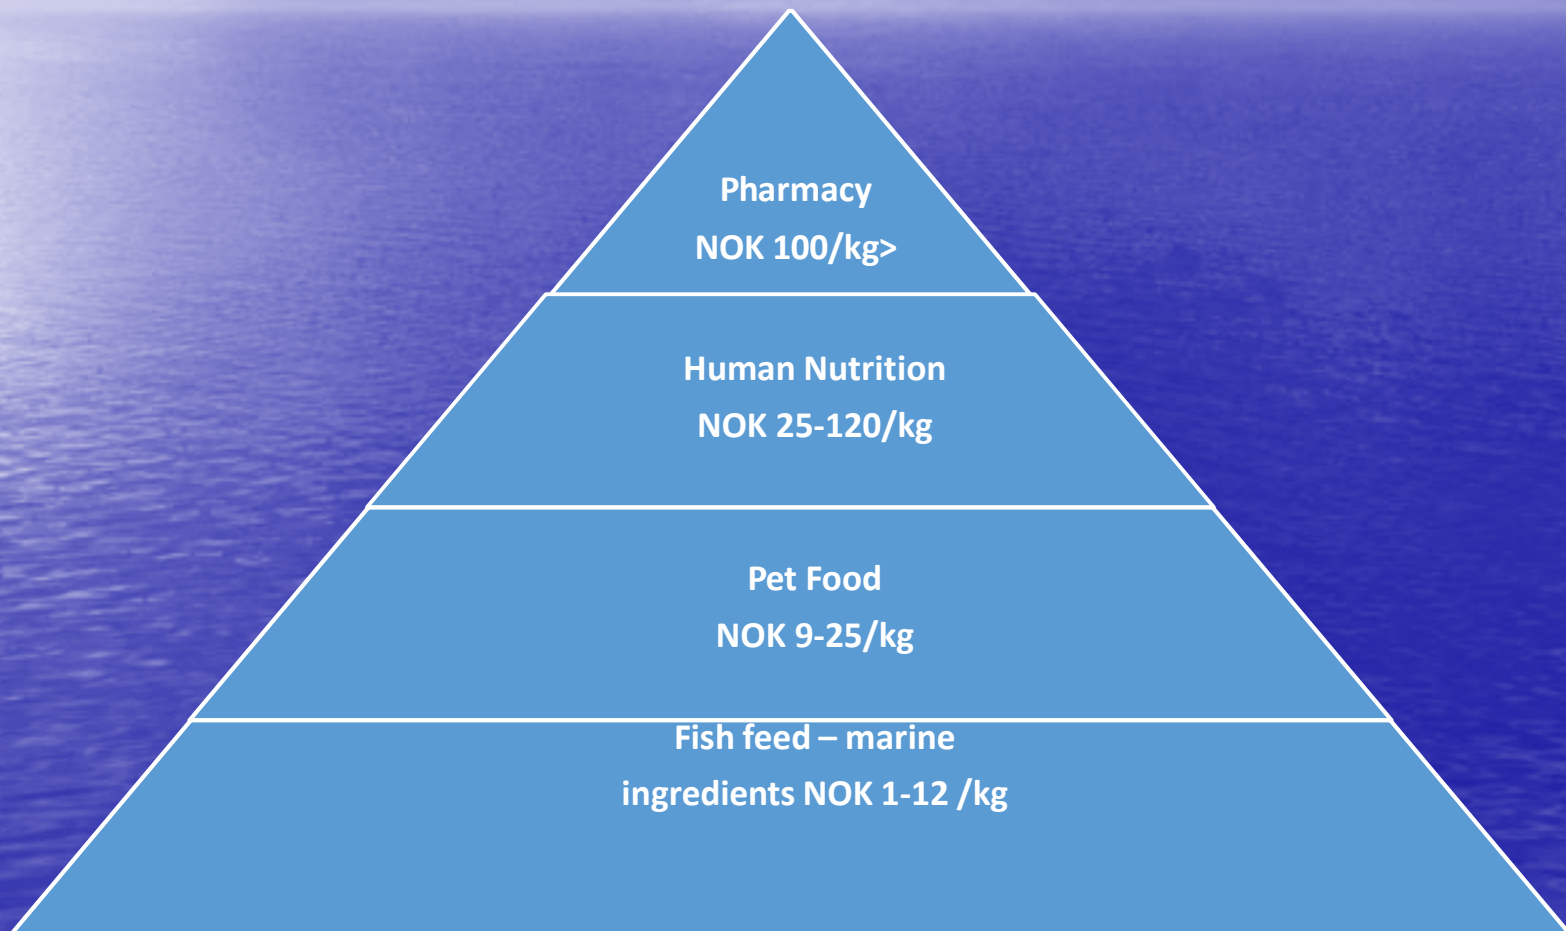 Pharmacy
NOK 100/kg>
Human Nutrition
NOK 25-120/kg
Pet Food
NOK 9-25/kg
Fish feed – marine
ingredients NOK 1-12 /kg